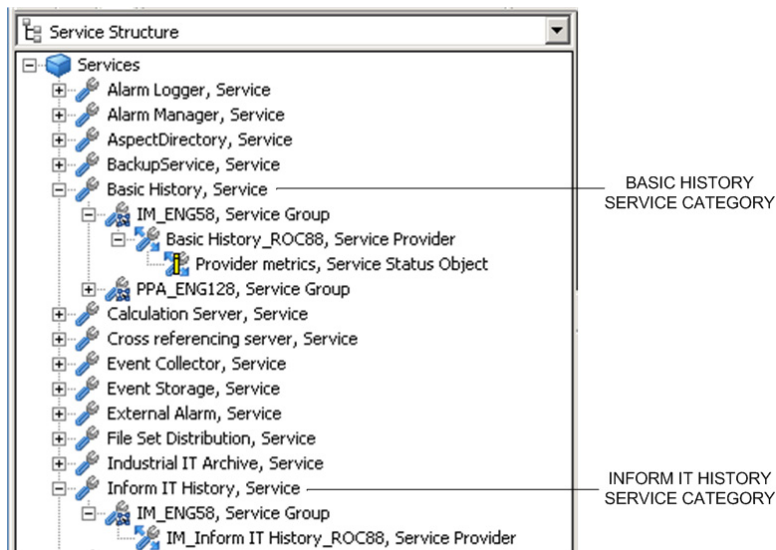 Service Structure
Services
Alarm Logger, Service
Alarm Manager, Service
AspectDirectory, Service
BackupService, Service
Basic History, Service
BASIC HISTORY
SERVICE CATEGORY
IM_ENG58, Service Group
Basic History_ROC88, Service Provider
Provider metrics, Service Status Object
PPA_ENG128, Service Group
Calculation Server, Service
Cross referencing server, Service
Event Collector, Service
Event Storage, Service
External Alarm, Service
File Set Distribution, Service
Industrial IT Archive, Service
Inform IT History, Service
INFORM IT HISTORY
SERVICE CATEGORY
IM_ENG58, Service Group
IM_Inform IT History_ROC88, Service Provider